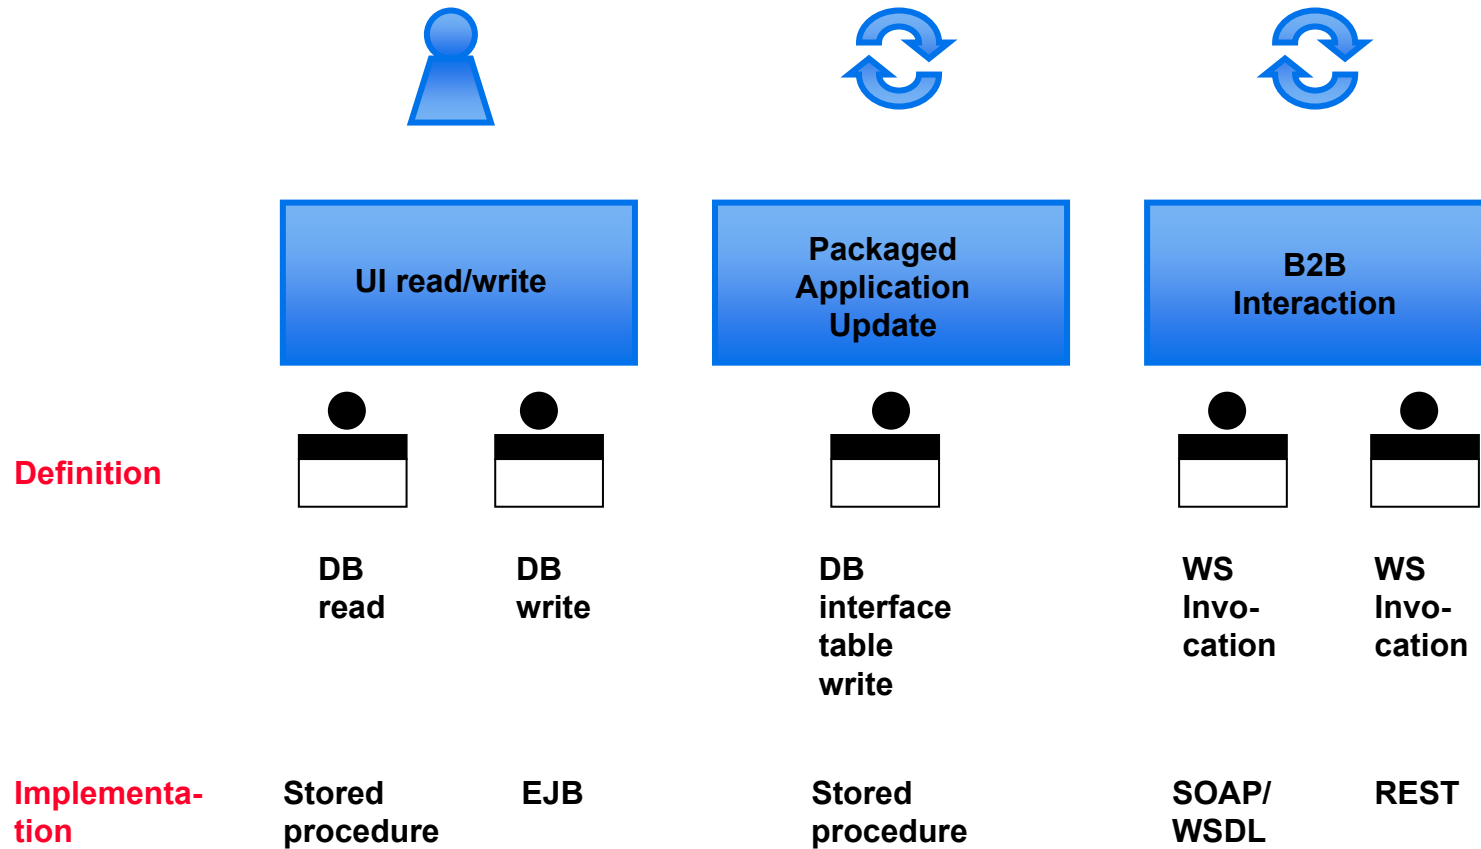 UI read/write
Packaged
Application
Update
B2B
Interaction
Definition
DB
read
DB
write
DB
interface
table
write
WS
Invo-
cation
WS
Invo-
cation
Implementa-
tion
Stored
procedure
EJB
Stored
procedure
SOAP/
WSDL
REST